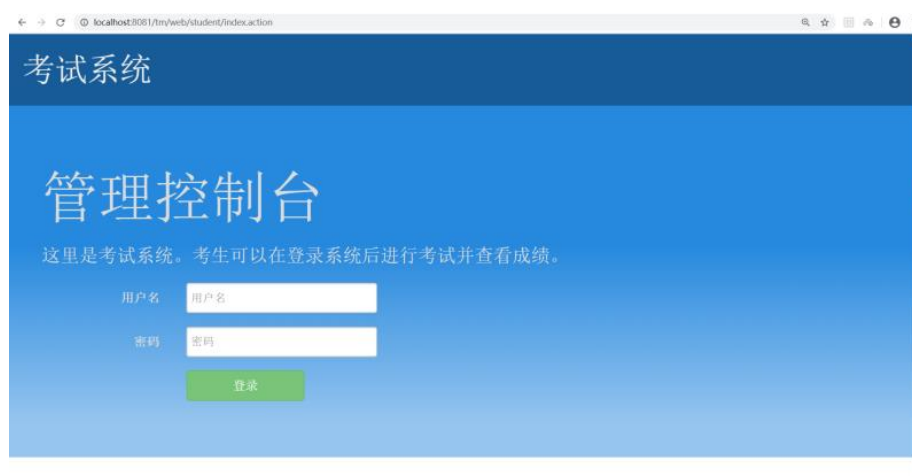 localhost:8081/tm/web/student/index.action
考试系统
管理控制台
这里是考试系统。考生可以在登录系统后进行考试并查看成绩。
用户名 用户名
密码 密码
登录